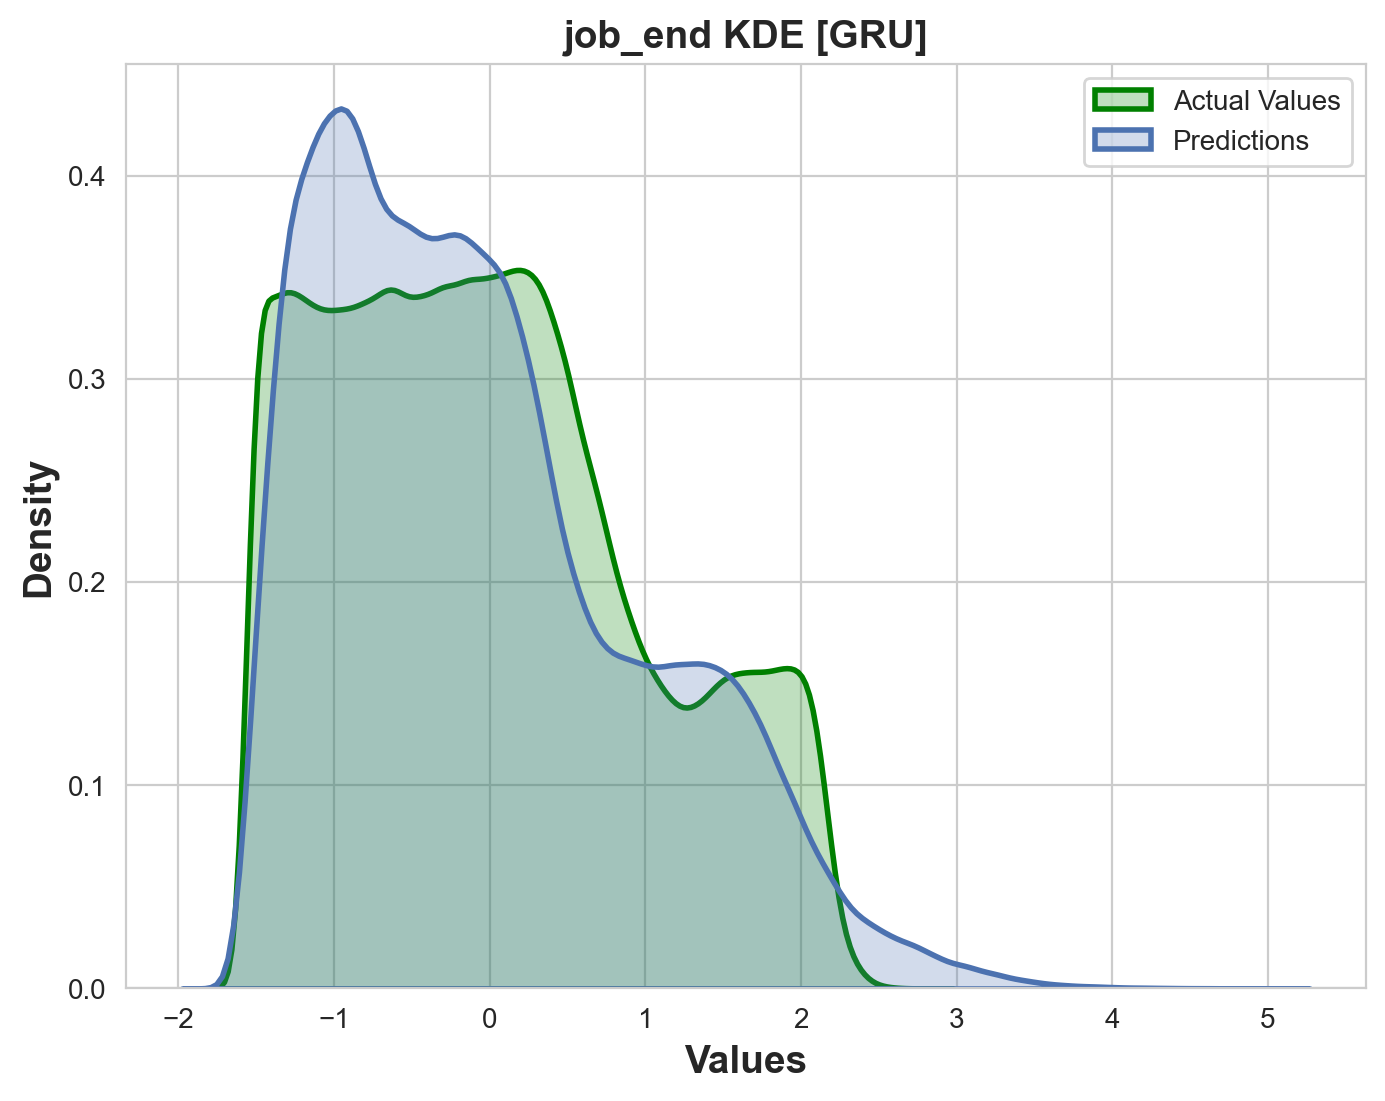 job_end KDE [GRU]
Actual Values
Predictions
Density
0.4
0.3
0.2
0.1
0.0
−2 −1 0 1 2 3 4 5
Values